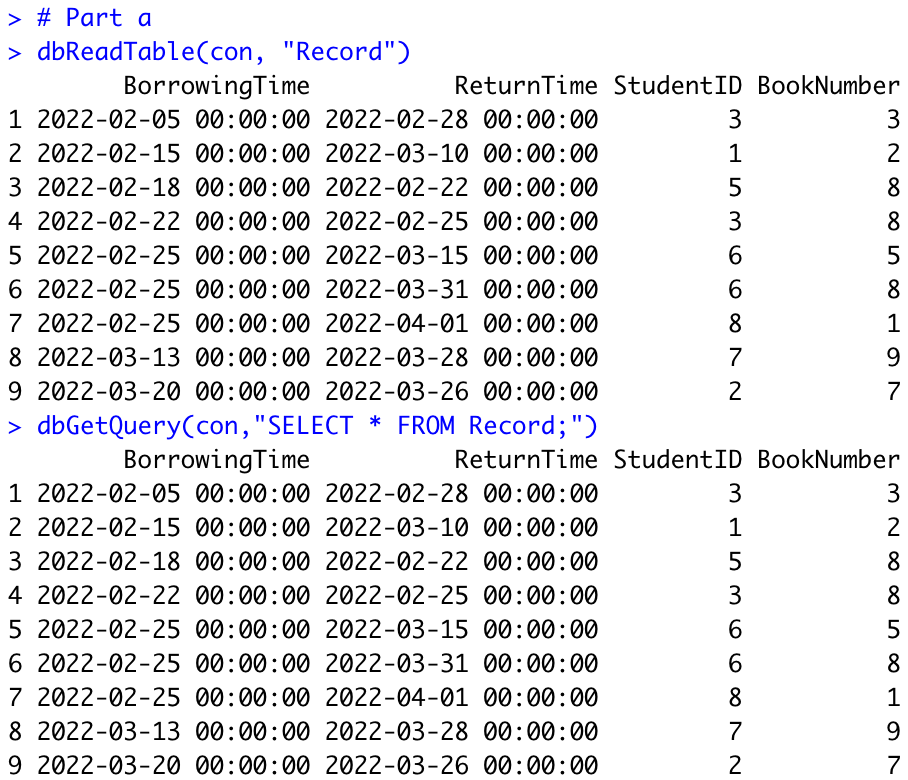 > # Part a
> dbReadTable(con, "Record")
        BorrowingTime          ReturnTime StudentID BookNumber
1 2022-02-05 00:00:00 2022-02-28 00:00:00         3          3
2 2022-02-15 00:00:00 2022-03-10 00:00:00         1          2
3 2022-02-18 00:00:00 2022-02-22 00:00:00         5          8
4 2022-02-22 00:00:00 2022-02-25 00:00:00         3          8
5 2022-02-25 00:00:00 2022-03-15 00:00:00         6          5
6 2022-02-25 00:00:00 2022-03-31 00:00:00         6          8
7 2022-02-25 00:00:00 2022-04-01 00:00:00         8          1
8 2022-03-13 00:00:00 2022-03-28 00:00:00         7          9
9 2022-03-20 00:00:00 2022-03-26 00:00:00         2          7
> dbGetQuery(con,"SELECT * FROM Record;")
        BorrowingTime          ReturnTime StudentID BookNumber
1 2022-02-05 00:00:00 2022-02-28 00:00:00         3          3
2 2022-02-15 00:00:00 2022-03-10 00:00:00         1          2
3 2022-02-18 00:00:00 2022-02-22 00:00:00         5          8
4 2022-02-22 00:00:00 2022-02-25 00:00:00         3          8
5 2022-02-25 00:00:00 2022-03-15 00:00:00         6          5
6 2022-02-25 00:00:00 2022-03-31 00:00:00         6          8
7 2022-02-25 00:00:00 2022-04-01 00:00:00         8          1
8 2022-03-13 00:00:00 2022-03-28 00:00:00         7          9
9 2022-03-20 00:00:00 2022-03-26 00:00:00         2          7